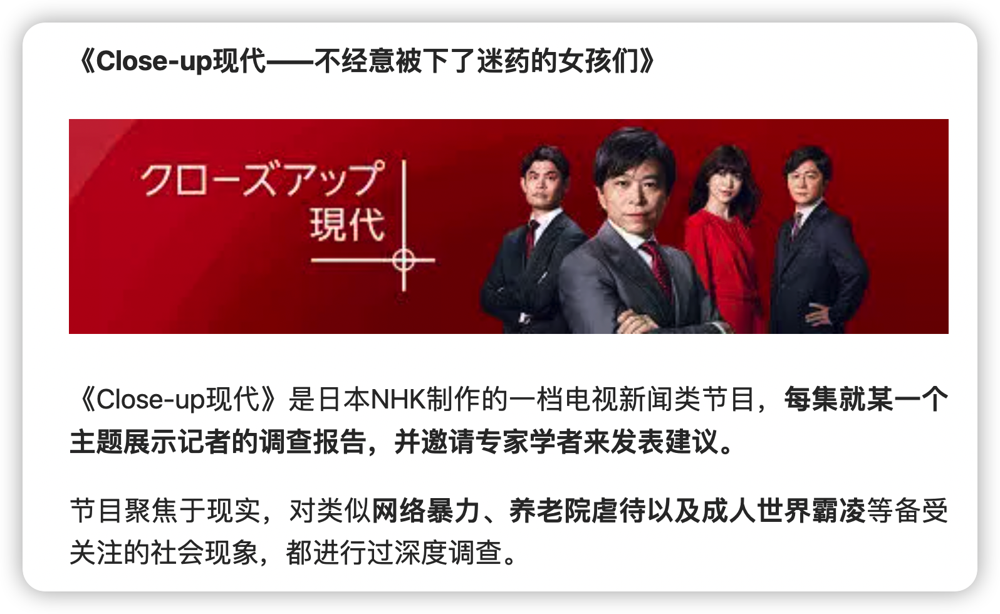 《Close-up现代——不经意被下了迷药的女孩们》
クローズアップ
現代
《Close-up现代》是日本NHK制作的一档电视新闻类节目，每集就某一个
主题展示记者的调查报告，并邀请专家学者来发表建议。
节目聚焦于现实，对类似网络暴力、养老院虐待以及成人世界霸凌等备受
关注的社会现象，都进行过深度调查。